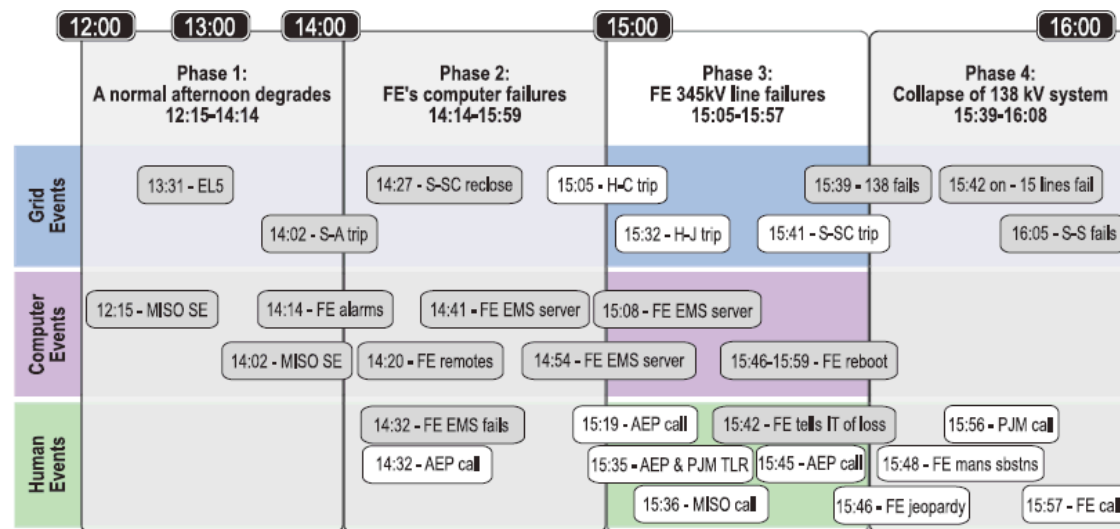 12:00
13:00
14:00
15:00
16:00
Phase 1:
A normal afternoon degrades
12:15-14:14
Phase 2:
FE's computer failures
14:14-15:59
Phase 3:
FE 345kV line failures
15:05-15:57
Phase 4:
Collapse of 138 kV system
15:39-16:08
Grid
Events
13:31 - EL5
14:27 - S-SC reclose
15:05 - H-C trip
15:39 - 138 fails
15:42 on - 15 lines fail
14:02 - S-A trip
15:32 - H-J trip
15:41 - S-SC trip
16:05 - S-S fails
Computer
Events
12:15 - MISO SE
14:14 - FE alarms
14:41 - FE EMS server
15:08 - FE EMS server
14:02 - MISO SE
14:20 - FE remotes
14:54 - FE EMS server
15:46-15:59 - FE reboot
Human
Events
14:32 - FE EMS fails
15:19 - AEP call
15:42 - FE tells IT of loss
15:56 - PJM call
14:32 - AEP call
15:35 - AEP & PJM TLR
15:45 - AEP call
15:48 - FE mans sbstns
15:36 - MISO call
15:46 - FE jeopardy
15:57 - FE call